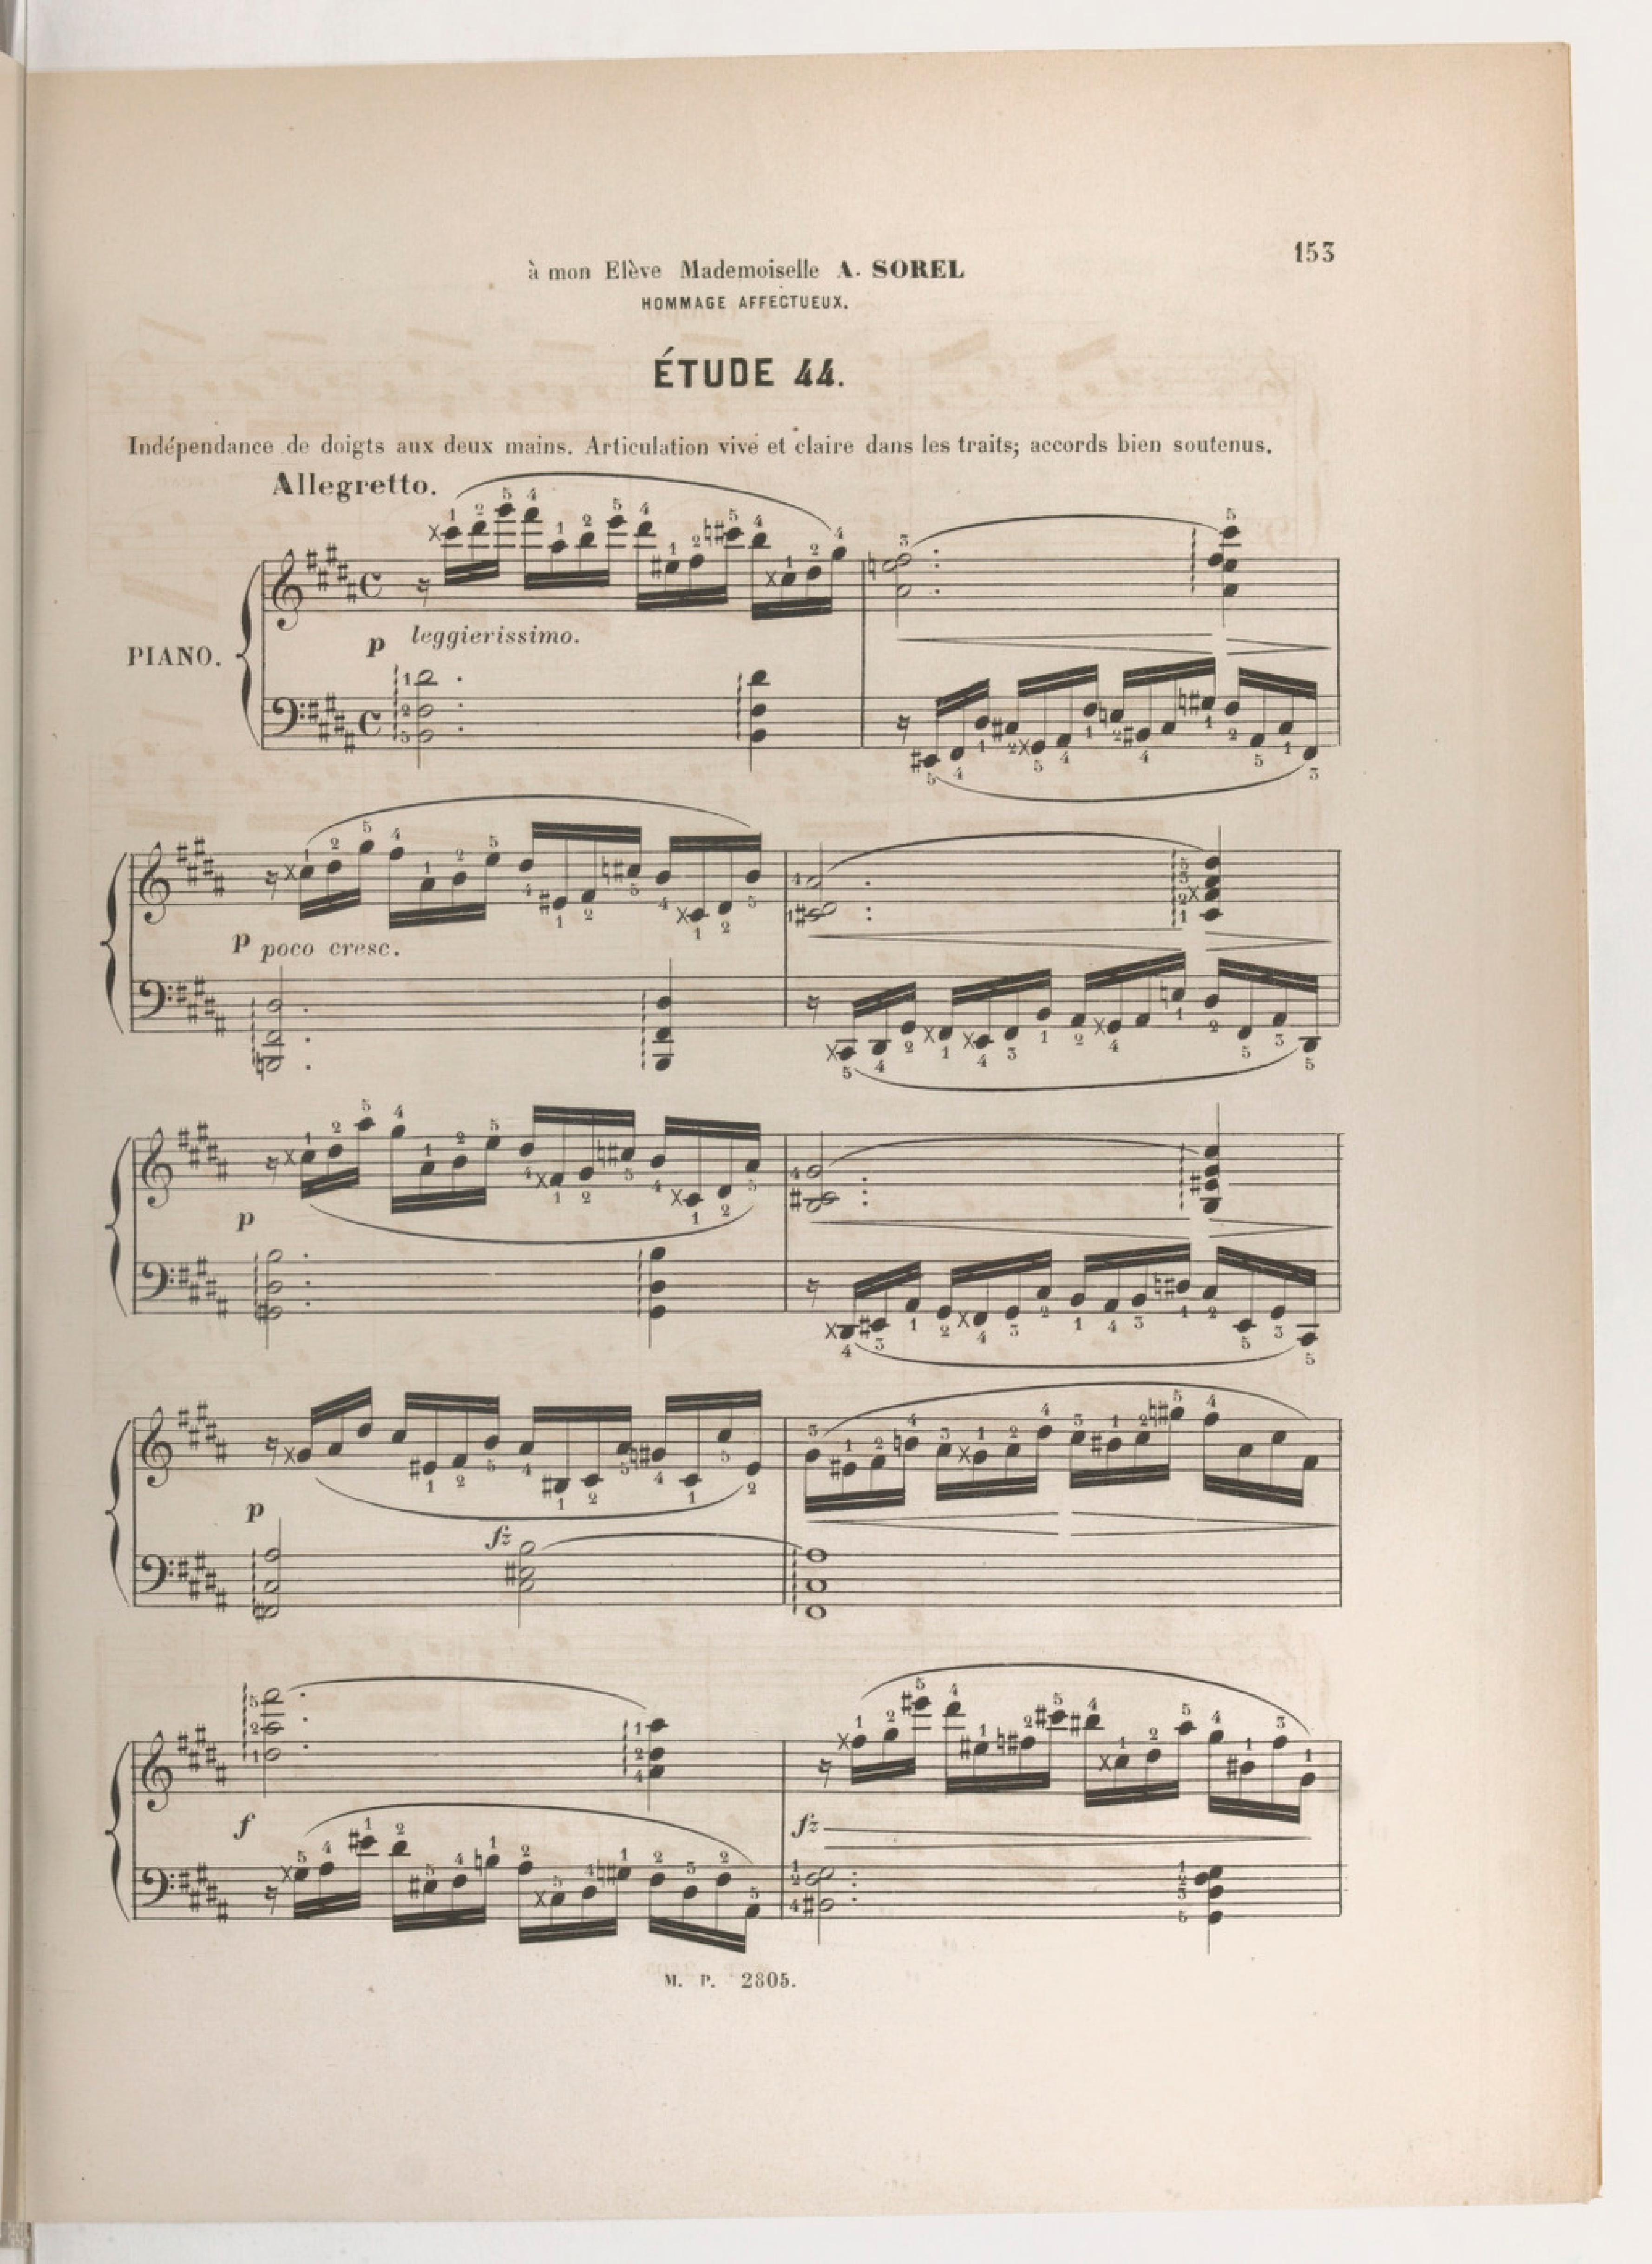 153
à mon Elève Mademoiselle A. SOREL
HOMMAGE AFFECTUEUX.
ÉTUDE 44.
Indépendance de doigts aux deux mains. Articulation vive et claire dans les traits; accords bien soutenus.
Allegretto.
p leggierissimo.
PIANO.
p poco cresc.
p
p
fz
f
fz
M. P. 2805.